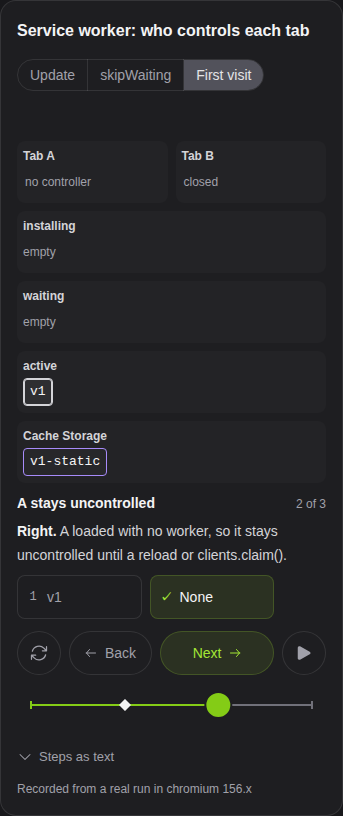 Service worker: who controls each tab
Update skipWaiting First visit
Tab A Tab B
no controller closed
installing
empty
waiting
empty
active
v1
Cache Storage
v1-static
A stays uncontrolled 2 of 3
Right. A loaded with no worker, so it stays
uncontrolled until a reload or clients.claim().
1 v1 ✓ None
← Back Next →
Steps as text
Recorded from a real run in chromium 156.x